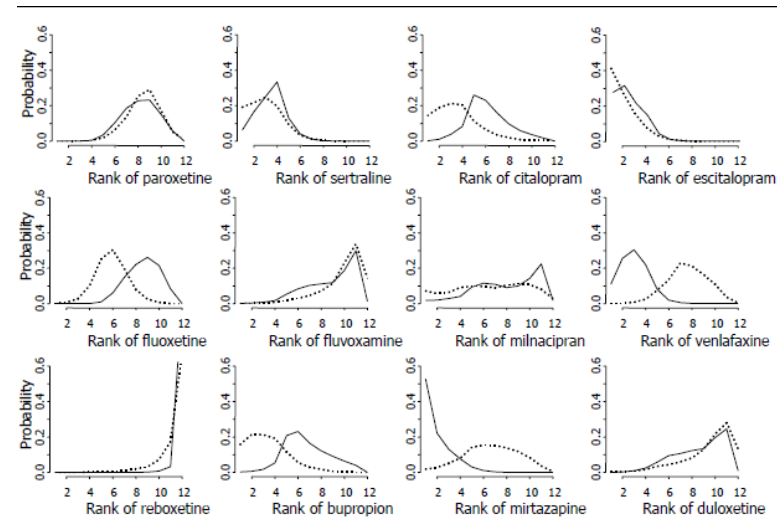 Probability
0.0 0.2 0.4 0.6
0.0 0.2 0.4 0.6
0.0 0.2 0.4 0.6
0.0 0.2 0.4 0.6
2 4 6 8 10 12
2 4 6 8 10 12
2 4 6 8 10 12
2 4 6 8 10 12
Rank of paroxetine
Rank of sertraline
Rank of citalopram
Rank of escitalopram
Probability
0.0 0.2 0.4 0.6
0.0 0.2 0.4 0.6
0.0 0.2 0.4 0.6
0.0 0.2 0.4 0.6
2 4 6 8 10 12
2 4 6 8 10 12
2 4 6 8 10 12
2 4 6 8 10 12
Rank of fluoxetine
Rank of fluvoxamine
Rank of milnacipran
Rank of venlafaxine
Probability
0.0 0.2 0.4 0.6
0.0 0.2 0.4 0.6
0.0 0.2 0.4 0.6
0.0 0.2 0.4 0.6
2 4 6 8 10 12
2 4 6 8 10 12
2 4 6 8 10 12
2 4 6 8 10 12
Rank of reboxetine
Rank of bupropion
Rank of mirtazapine
Rank of duloxetine